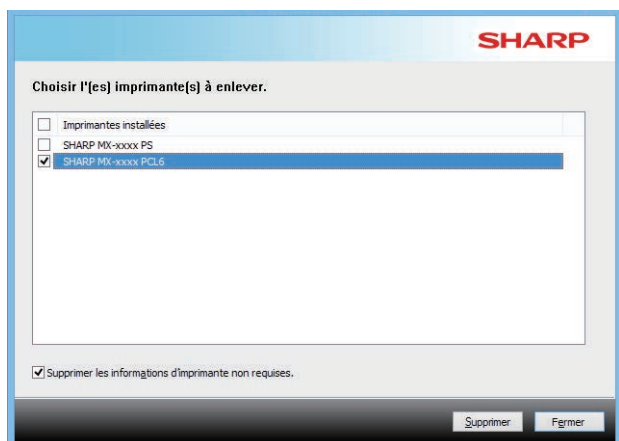 SHARP
Choisir l'(es) imprimante(s) à enlever.
Imprimantes installées
SHARP MX-xxxx PS
SHARP MX-xxxx PCL6
Supprimer les informations d'imprimante non requises.
Supprimer Fermer